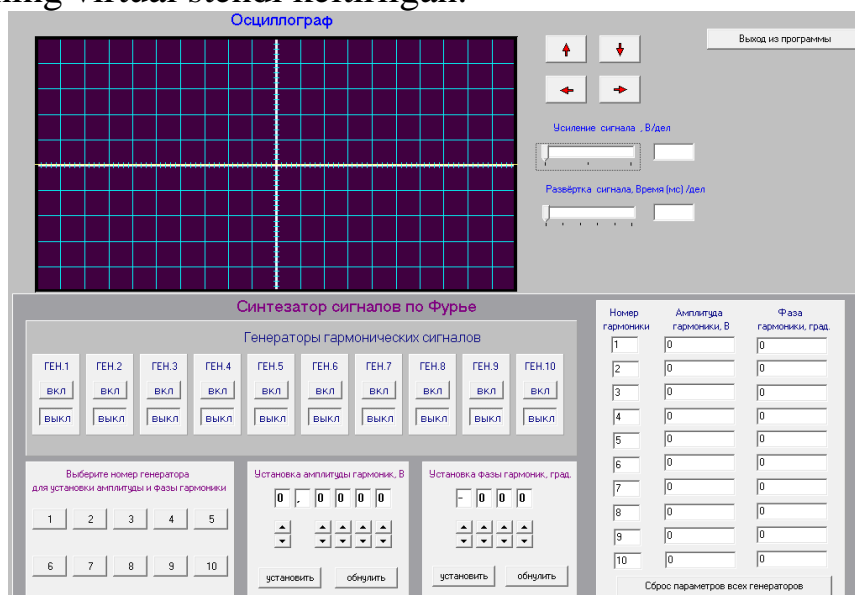 virtual stendi keltirilgan.
Осциллограф
Выход из программы
Усиление сигнала , В/дел
Развёртка сигнала, Время (мс) /дел
Синтезатор сигналов по Фурье
Генераторы гармонических сигналов
ГЕН.1 ГЕН.2 ГЕН.3 ГЕН.4 ГЕН.5 ГЕН.6 ГЕН.7 ГЕН.8 ГЕН.9 ГЕН.10
вкл вкл вкл вкл вкл вкл вкл вкл вкл вкл
выкл выкл выкл выкл выкл выкл выкл выкл выкл выкл
Выберите номер генератора
для установки амплитуды и фазы гармоники
1 2 3 4 5
6 7 8 9 10
Установка амплитуды гармоник, В
0 , 0 0 0 0
установить обнулить
Установка фазы гармоник, град.
- 0 0 0
установить обнулить
Номер Амплитуда Фаза
гармоники гармоники, В гармоники, град.
1 0 0
2 0 0
3 0 0
4 0 0
5 0 0
6 0 0
7 0 0
8 0 0
9 0 0
10 0 0
Сброс параметров всех генераторов